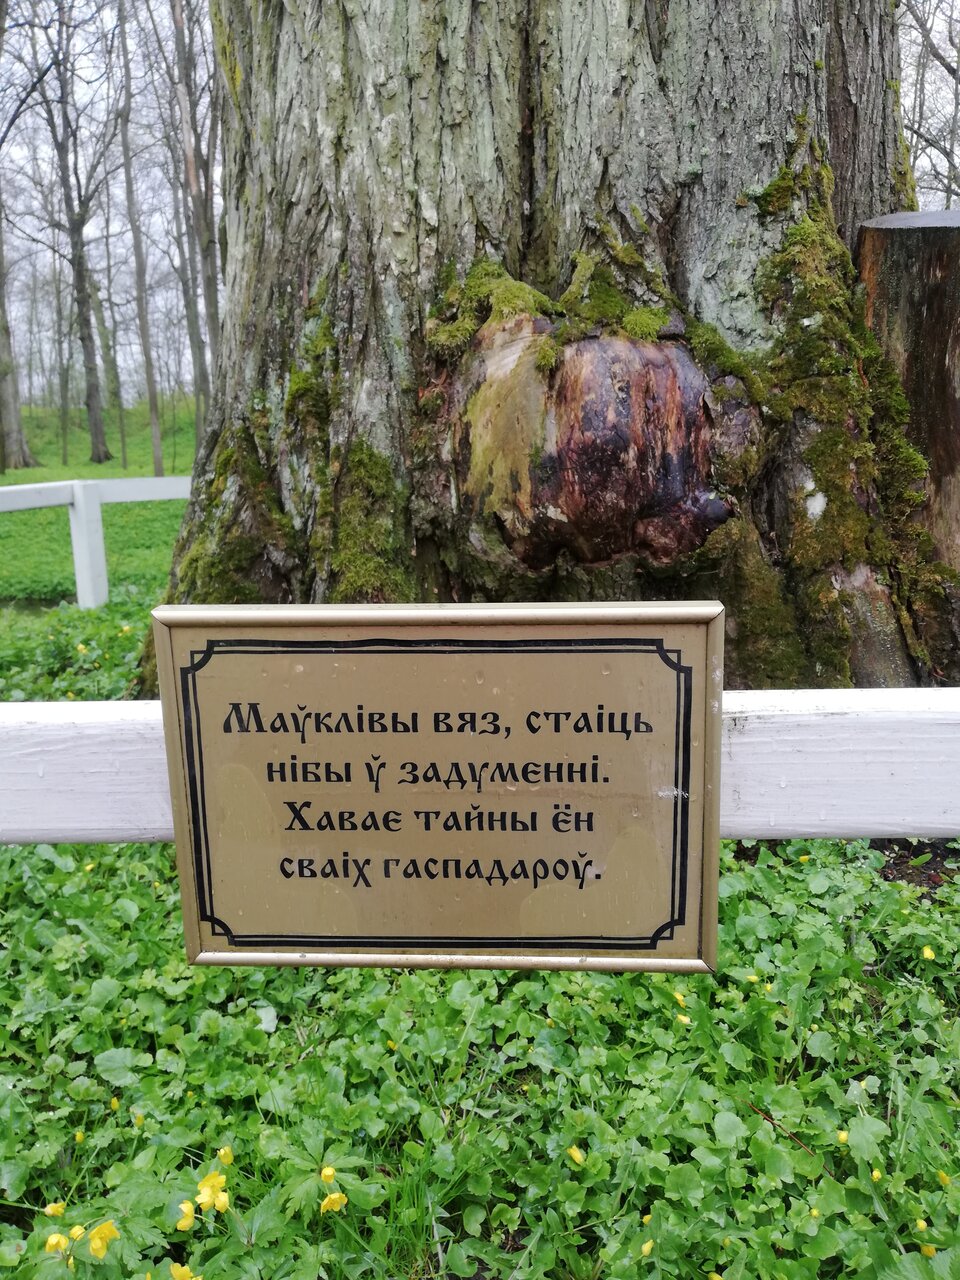 Маўклівы вяз, стаіць
нібы ў задуменні.
Хавае тайны ён
сваіх гаспадароў.